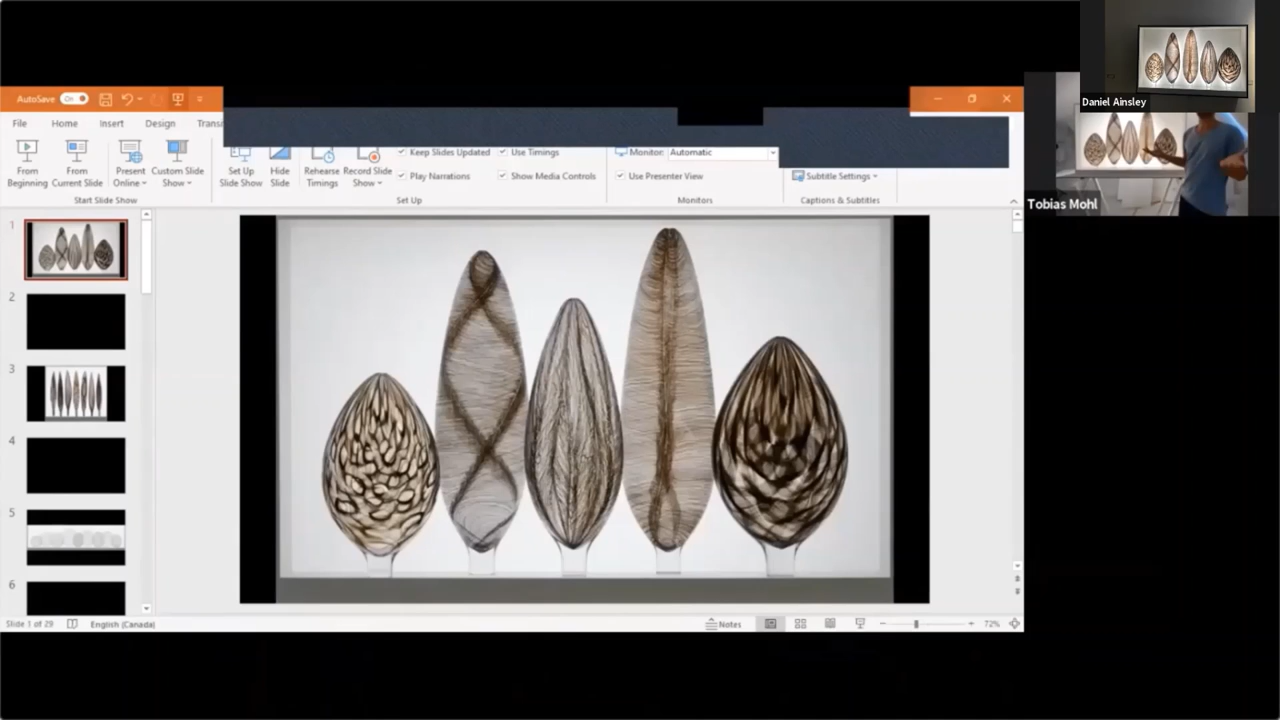 AutoSave On
File Home Insert Design
Keep Slides Updated Use Timings Monitor: Automatic
From Beginning From Current Slide Present Online Custom Slide Show Set Up Slide Show Hide Slide Rehearse Timings Record Slide Show Play Narrations Show Media Controls Use Presenter View Subtitle Settings
Start Slide Show Set Up Monitors Captions & Subtitles
1
2
3
4
5
6
Slide 1 of 29 English (Canada) Notes 72%
Daniel Ainsley
Tobias Mohl